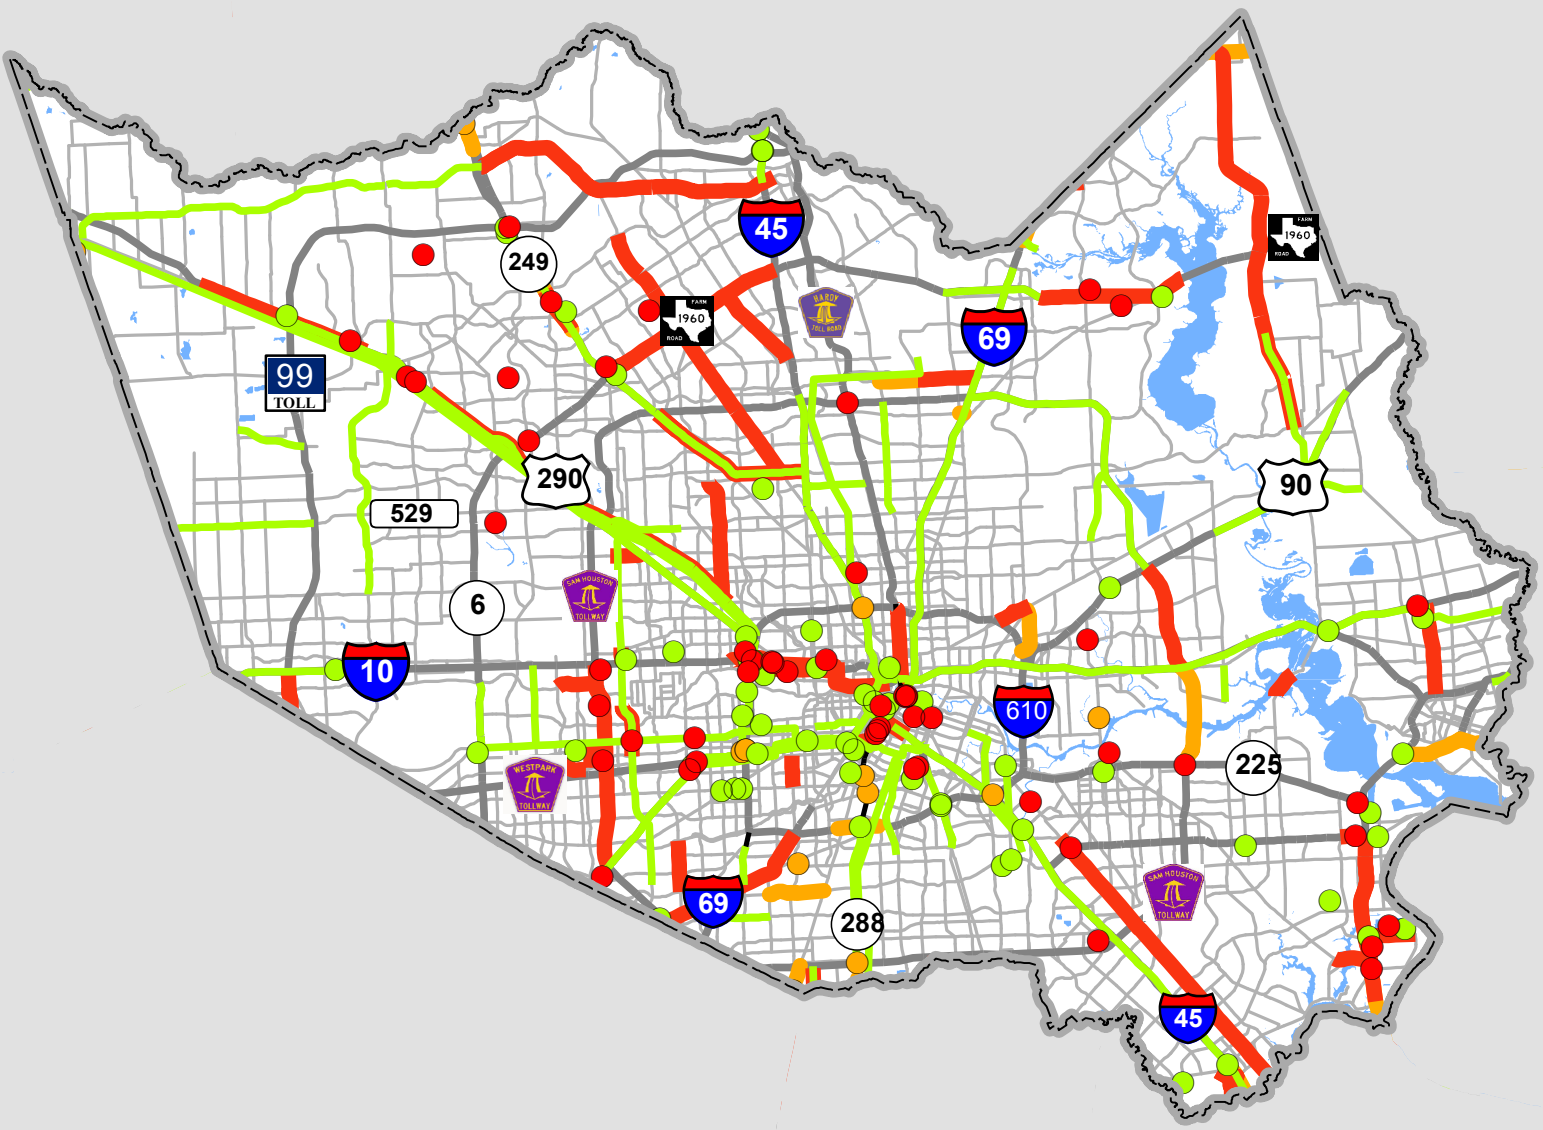 FARM
1960
ROAD
45
249
HARDY
TOLL ROAD
FARM
1960
ROAD
69
99
TOLL
290
90
529
SAM HOUSTON
TOLLWAY
6
10
610
WESTPARK
TOLLWAY
225
69
288
SAM HOUSTON
TOLLWAY
45